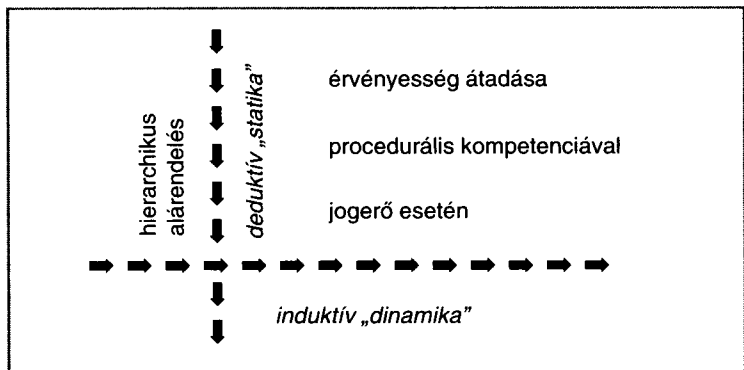 hierarchikus
alárendelés
deduktív „statika”
érvényesség átadása
procedurális kompetenciával
jogerő esetén
induktív „dinamika”